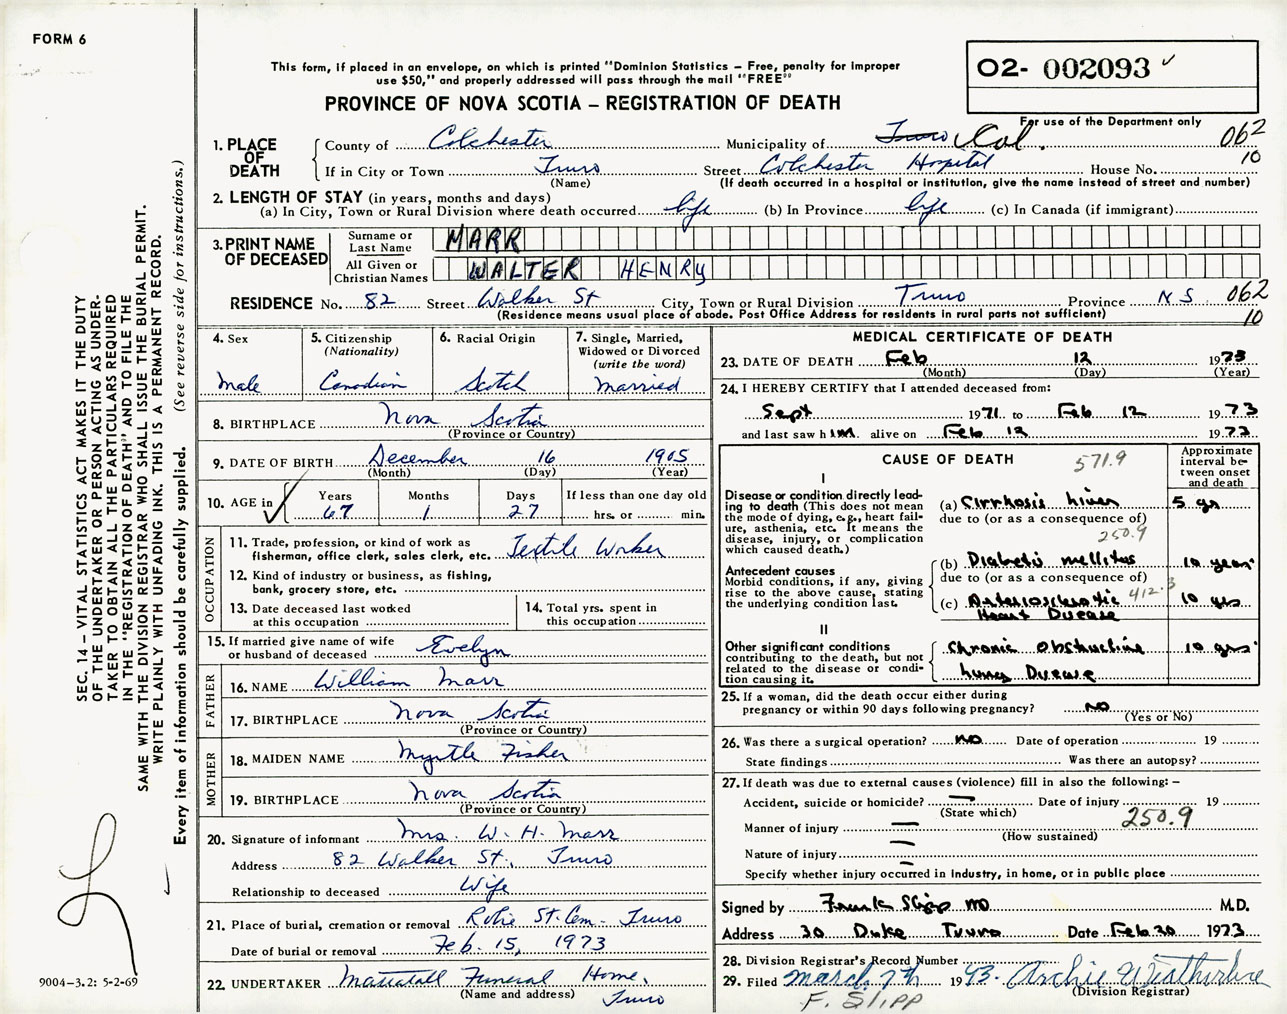 FORM 6
This form, if placed in an envelope, on which is printed "Dominion Statistics – Free, penalty for improper
use $50," and properly addressed will pass through the mail "FREE"
PROVINCE OF NOVA SCOTIA – REGISTRATION OF DEATH
02- 002093 ✓
For use of the Department only
062
10
1. PLACE OF DEATH
County of Colchester Municipality of Truro Col.
If in City or Town Truro Street Colchester Hospital House No.
(Name) (If death occurred in a hospital or institution, give the name instead of street and number)
2. LENGTH OF STAY (in years, months and days)
(a) In City, Town or Rural Division where death occurred life (b) In Province life (c) In Canada (if immigrant)
3. PRINT NAME OF DECEASED
Surname or Last Name MARR
All Given or Christian Names WALTER HENRY
RESIDENCE No. 82 Street Walker St City, Town or Rural Division Truro Province N S 062
(Residence means usual place of abode. Post Office Address for residents in rural parts not sufficient) 10
4. Sex
male
5. Citizenship
(Nationality)
Canadian
6. Racial Origin
Scotch
7. Single, Married,
Widowed or Divorced
(write the word)
married
8. BIRTHPLACE Nova Scotia
(Province or Country)
9. DATE OF BIRTH December 16 1905
(Month) (Day) (Year)
10. AGE in Years Months Days If less than one day old
67 1 27 hrs. or min.
OCCUPATION
11. Trade, profession, or kind of work as
fisherman, office clerk, sales clerk, etc. Textile Worker
12. Kind of industry or business, as fishing,
bank, grocery store, etc.
13. Date deceased last worked
at this occupation
14. Total yrs. spent in
this occupation
15. If married give name of wife
or husband of deceased Evelyn
FATHER
16. NAME William Marr
17. BIRTHPLACE Nova Scotia
(Province or Country)
MOTHER
18. MAIDEN NAME Myrtle Fisher
19. BIRTHPLACE Nova Scotia
(Province or Country)
20. Signature of informant Mrs. W. H. Marr
Address 82 Walker St., Truro
Relationship to deceased Wife
21. Place of burial, cremation or removal Robie St. Cem. Truro
Date of burial or removal Feb. 15, 1973
22. UNDERTAKER Mattatall Funeral Home,
(Name and address) Truro
MEDICAL CERTIFICATE OF DEATH
23. DATE OF DEATH Feb 12 1973
(Month) (Day) (Year)
24. I HEREBY CERTIFY that I attended deceased from:
Sept 1971 to Feb 12 1973
and last saw h im alive on Feb 12 1973
CAUSE OF DEATH 571.9
Approximate
interval be-
tween onset
and death
I
Disease or condition directly lead-
ing to death (This does not mean
the mode of dying, e.g., heart fail-
ure, asthenia, etc. It means the
disease, injury, or complication
which caused death.)
(a) Cirrhosis Liver 5 yrs
due to (or as a consequence of)
250.9
Antecedent causes
Morbid conditions, if any, giving
rise to the above cause, stating
the underlying condition last.
(b) Diabetis mellitus 10 years
due to (or as a consequence of)
412.3
(c) Arteriosclerotic 10 yrs
Heart Disease
II
Other significant conditions
contributing to the death, but not
related to the disease or condi-
tion causing it.
Chronic Obstructive 10 yrs
Lung Disease
25. If a woman, did the death occur either during
pregnancy or within 90 days following pregnancy? NO
(Yes or No)
26. Was there a surgical operation? NO Date of operation 19
State findings Was there an autopsy?
27. If death was due to external causes (violence) fill in also the following:–
Accident, suicide or homicide? — Date of injury 19
(State which) 250.9
Manner of injury —
(How sustained)
Nature of injury —
Specify whether injury occurred in Industry, in home, or in public place
Signed by Frank Slipp MD M.D.
Address 30 Duke Truro Date Feb 20 1973
28. Division Registrar's Record Number
29. Filed March 7th 1973. Archie Weatherbee
(Division Registrar)
F. SLIPP
SEC. 14 – VITAL STATISTICS ACT MAKES IT THE DUTY
OF THE UNDERTAKER OR PERSON ACTING AS UNDER-
TAKER TO OBTAIN ALL THE PARTICULARS REQUIRED
IN THE "REGISTRATION OF DEATH" AND TO FILE THE
SAME WITH THE DIVISION REGISTRAR WHO SHALL ISSUE THE BURIAL PERMIT.
WRITE PLAINLY WITH UNFADING INK. THIS IS A PERMANENT RECORD.
Every item of information should be carefully supplied. (See reverse side for instructions.)
9004-3.2: 5-2-69